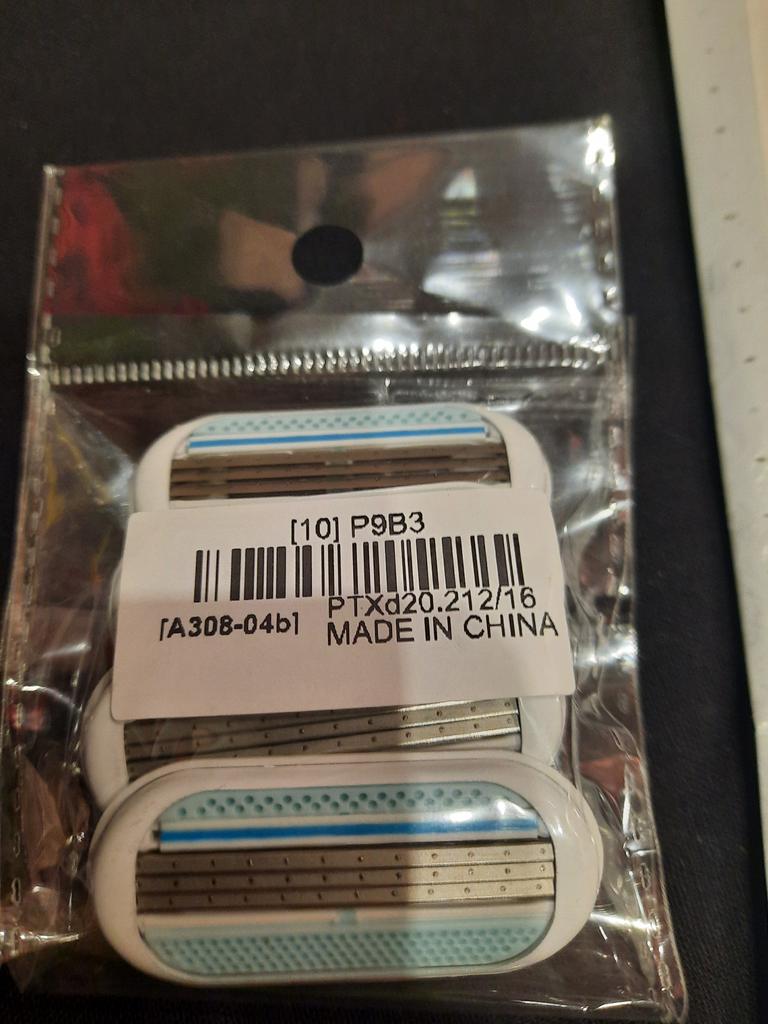 [10] P9B3
PTXd20.212/16
[A308-04b]
MADE IN CHINA